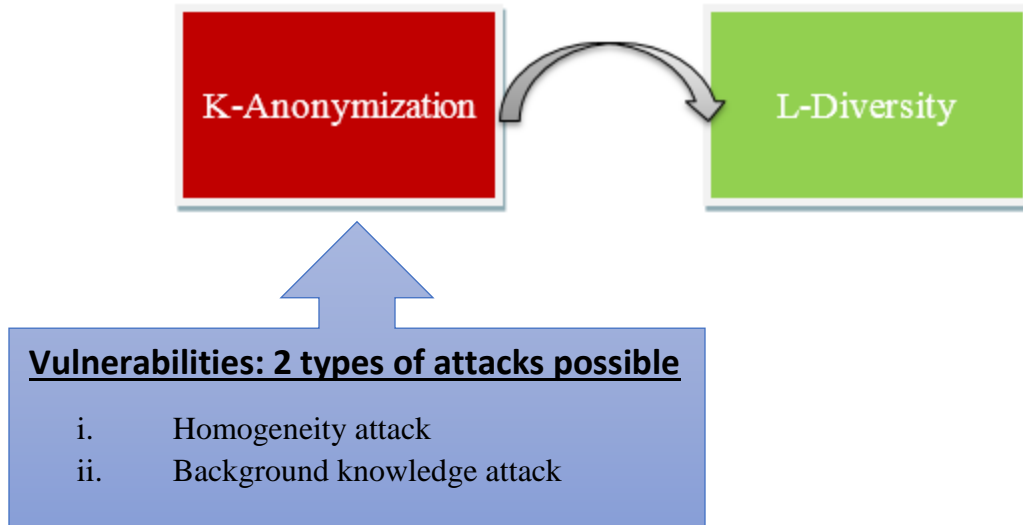 K-Anonymization
L-Diversity
Vulnerabilities: 2 types of attacks possible
i. Homogeneity attack
ii. Background knowledge attack